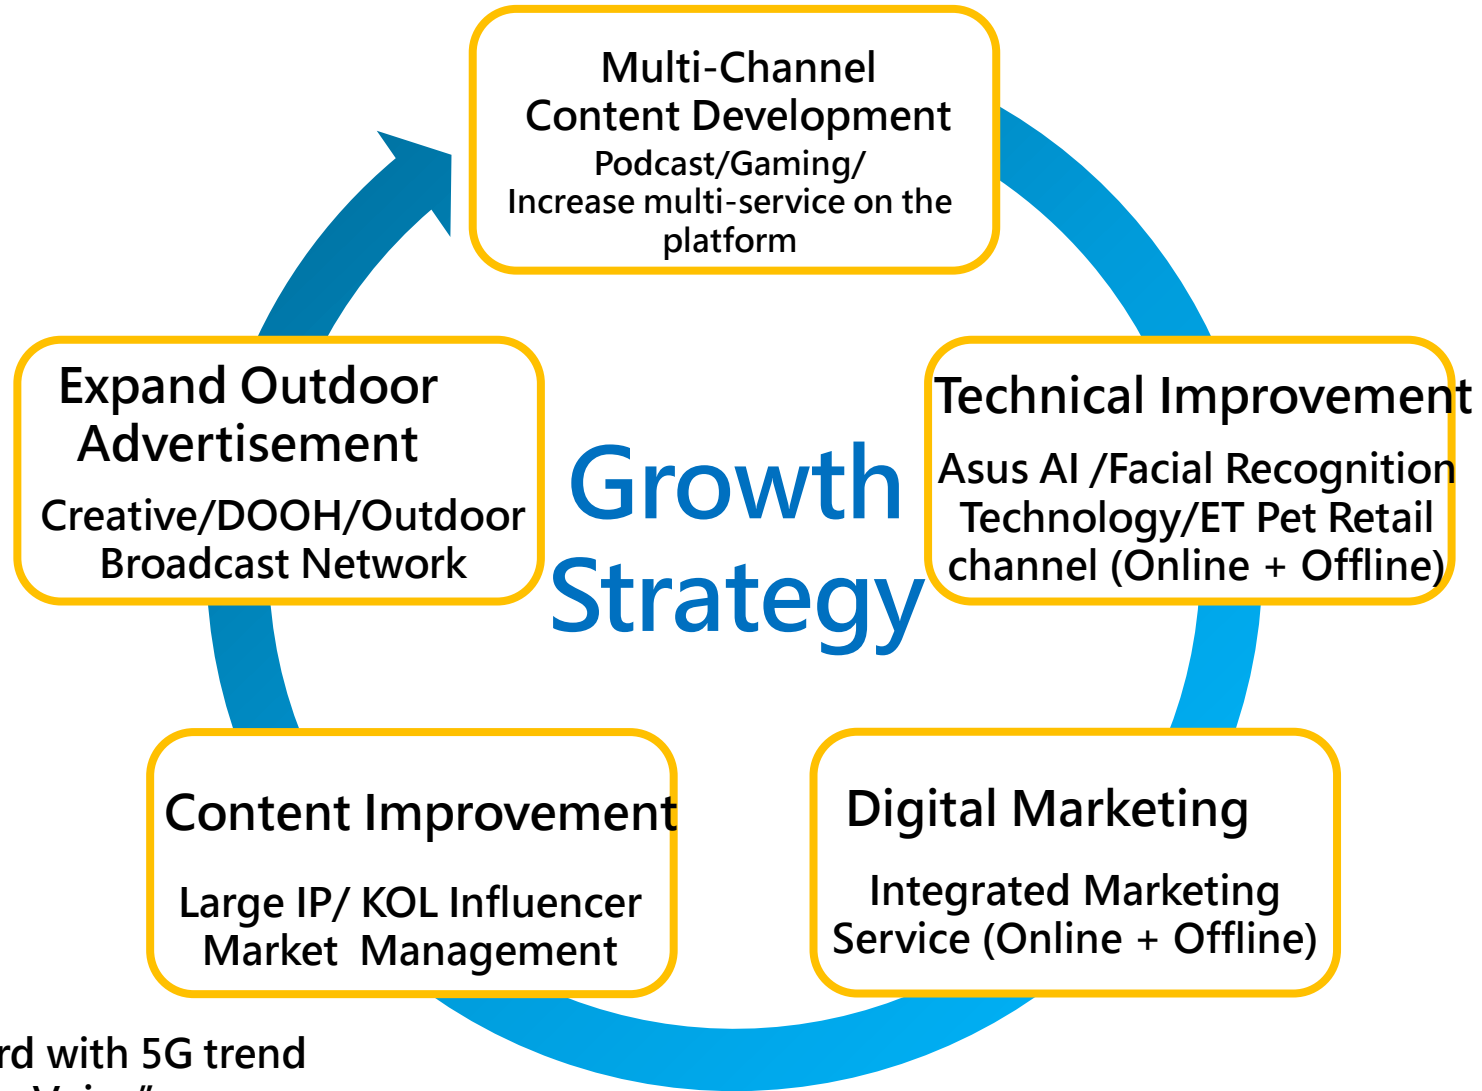 Multi-Channel
Content Development
Podcast/Gaming/
Increase multi-service on the
platform
Expand Outdoor
Advertisement
Creative/DOOH/Outdoor
Broadcast Network
Growth
Strategy
Technical Improvement
Asus AI /Facial Recognition
Technology/ET Pet Retail
channel (Online + Offline)
Content Improvement
Large IP/ KOL Influencer
Market  Management
Digital Marketing
Integrated Marketing
Service (Online + Offline)
with 5G trend